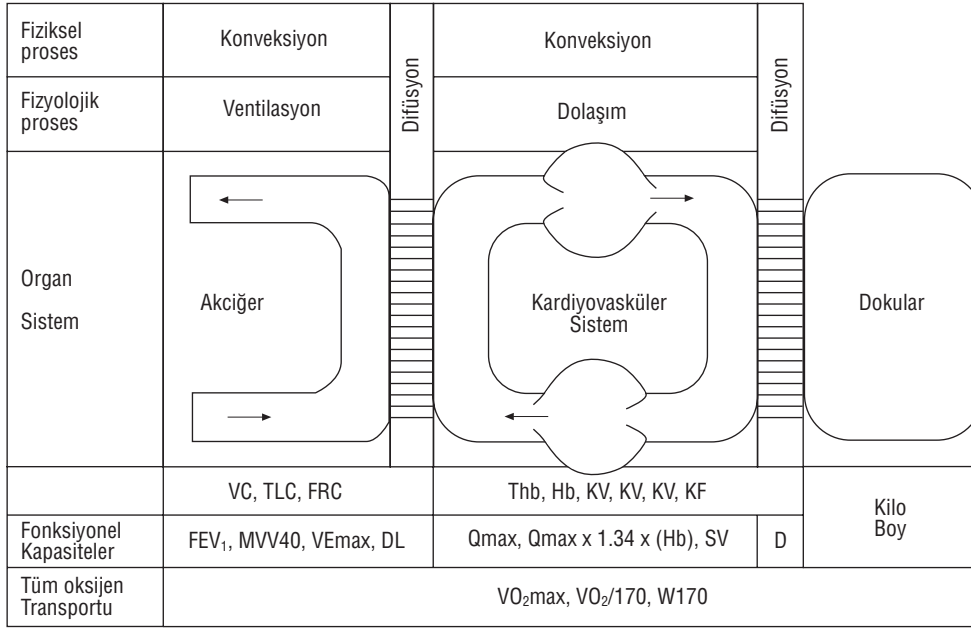 Fiziksel
proses
Konveksiyon
Difüsyon
Konveksiyon
Difüsyon
Fizyolojik
proses
Ventilasyon
Dolaşım
Organ
Sistem
Akciğer
Kardiyovasküler
Sistem
Dokular
VC, TLC, FRC
Thb, Hb, KV, KV, KV, KF
Kilo
Boy
Fonksiyonel
Kapasiteler
FEV₁, MVV40, VEmax, DL
Qmax, Qmax x 1.34 x (Hb), SV
D
Tüm oksijen
Transportu
VO₂max, VO₂/170, W170